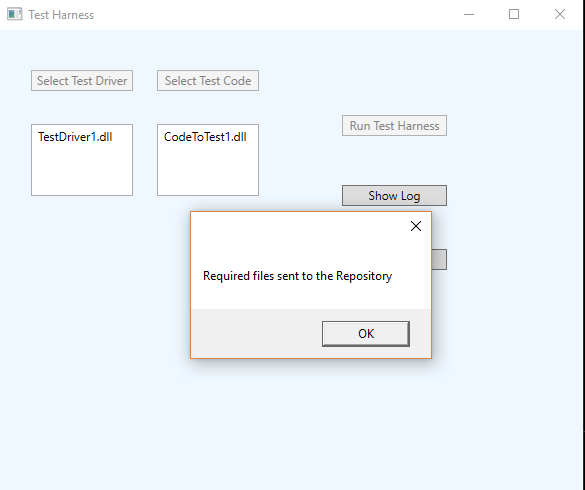 Test Harness
Select Test Driver
Select Test Code
TestDriver1.dll
CodeToTest1.dll
Run Test Harness
Show Log
Required files sent to the Repository
OK